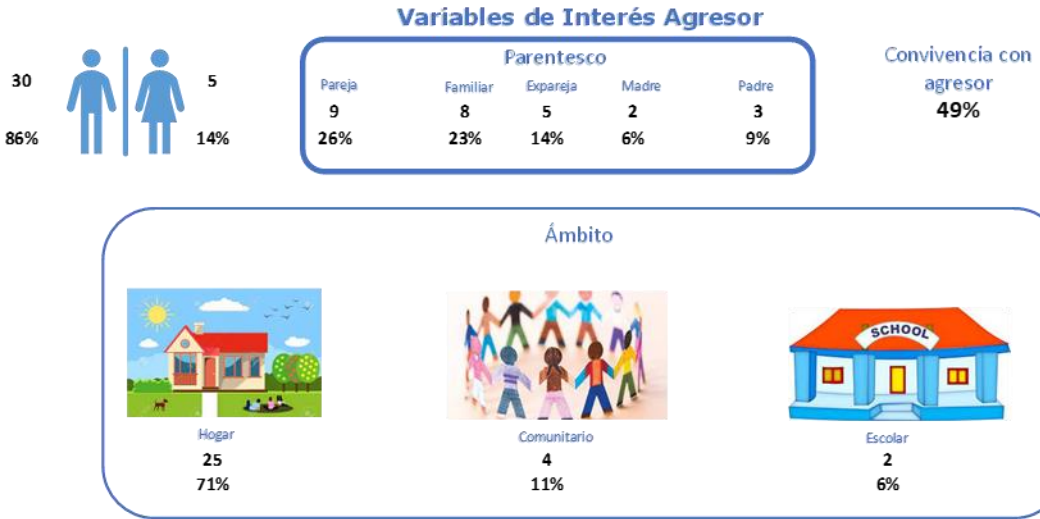 Variables de Interés Agresor
30
5
86%
14%
Parentesco
Pareja Familiar Expareja Madre Padre
9 8 5 2 3
26% 23% 14% 6% 9%
Convivencia con
agresor
49%
Ámbito
SCHOOL
Hogar Comunitario Escolar
25 4 2
71% 11% 6%